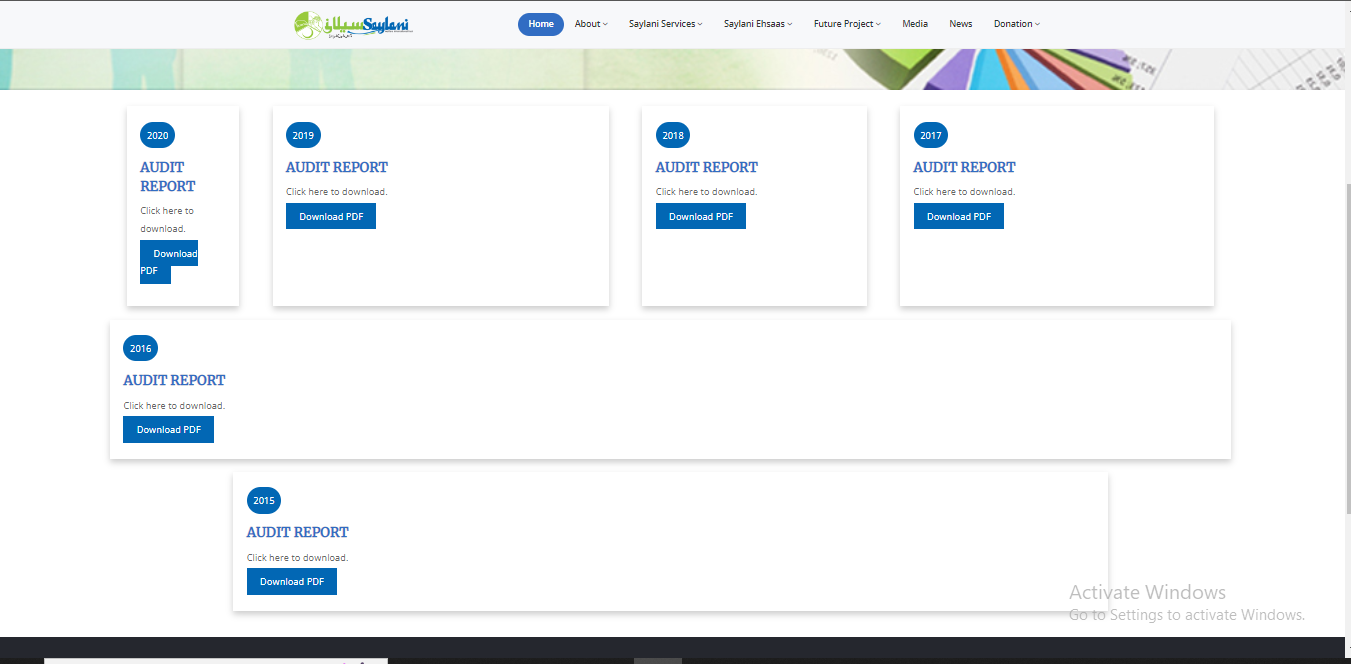 سیلانی Saylani
Home About Saylani Services Saylani Ehsaas Future Project Media News Donation
2020
AUDIT
REPORT
Click here to
download.
Download
PDF
2019
AUDIT REPORT
Click here to download.
Download PDF
2018
AUDIT REPORT
Click here to download.
Download PDF
2017
AUDIT REPORT
Click here to download.
Download PDF
2016
AUDIT REPORT
Click here to download.
Download PDF
2015
AUDIT REPORT
Click here to download.
Download PDF
Activate Windows
Go to Settings to activate Windows.